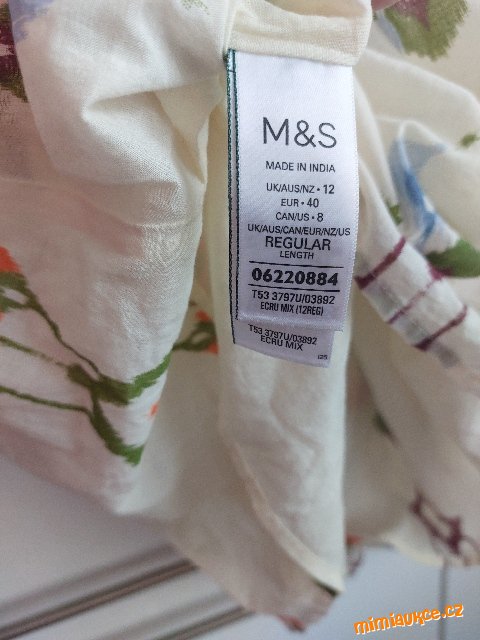 M&S
MADE IN INDIA
UK/AUS/NZ • 12
EUR • 40
CAN/US • 8
UK/AUS/CAN/EUR/NZ/US
REGULAR
LENGTH
06220884
T53 3797U/03892
ECRU MIX (12REG)
T53 3797U/03892
ECRU MIX
mimiaukce.cz